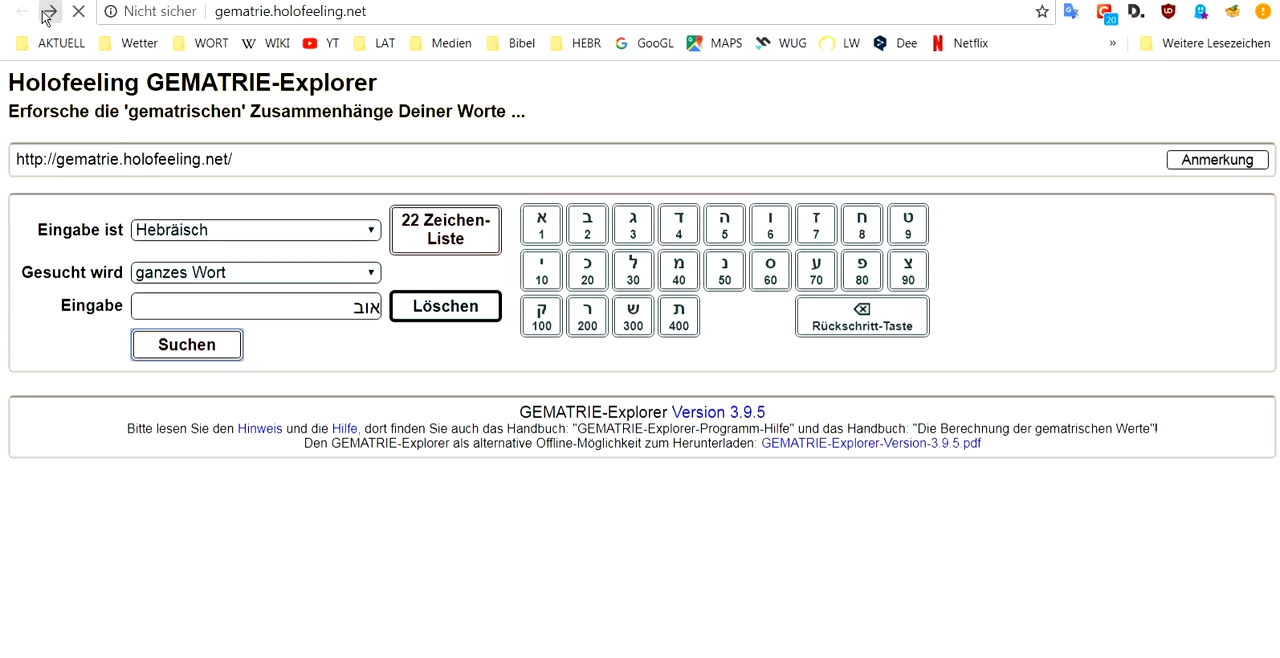 Nicht sicher gematrie.holofeeling.net 20 D.
AKTUELL Wetter WORT WIKI YT LAT Medien Bibel HEBR GooGL MAPS WUG LW Dee Netflix » Weitere Lesezeichen
Holofeeling GEMATRIE-Explorer
Erforsche die 'gematrischen' Zusammenhänge Deiner Worte ...
http://gematrie.holofeeling.net/ Anmerkung
Eingabe ist Hebräisch
22 Zeichen-
Liste
Gesucht wird ganzes Wort
Eingabe אוב Löschen
Suchen
א ב ג ד ה ו ז ח ט
1 2 3 4 5 6 7 8 9
י כ ל מ נ ס ע פ צ
10 20 30 40 50 60 70 80 90
ק ר ש ת
100 200 300 400 Rückschritt-Taste
GEMATRIE-Explorer Version 3.9.5
Bitte lesen Sie den Hinweis und die Hilfe, dort finden Sie auch das Handbuch: "GEMATRIE-Explorer-Programm-Hilfe" und das Handbuch: "Die Berechnung der gematrischen Werte"!
Den GEMATRIE-Explorer als alternative Offline-Möglichkeit zum Herunterladen: GEMATRIE-Explorer-Version-3.9.5.pdf